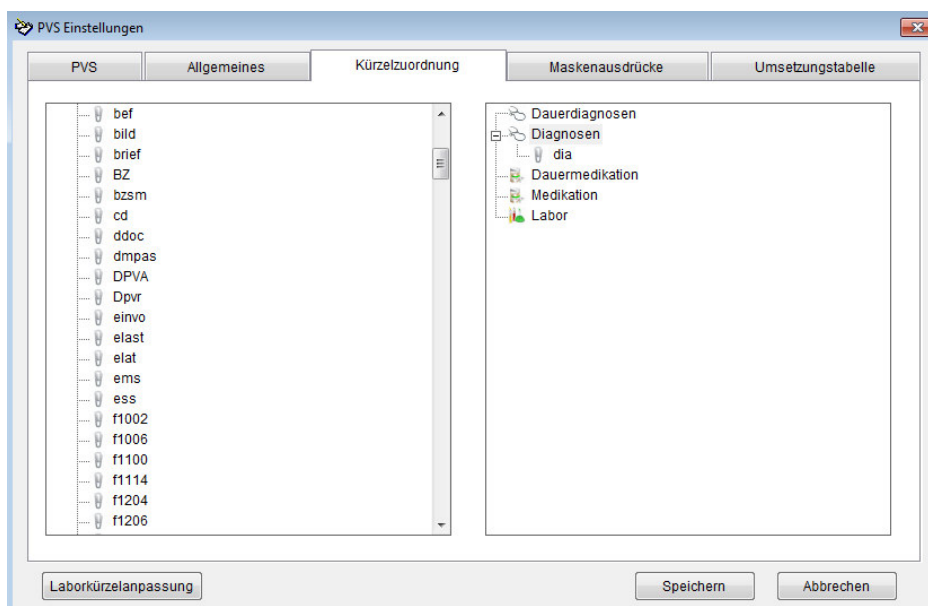 PVS Einstellungen
PVS
Allgemeines
Kürzelzuordnung
Maskenausdrücke
Umsetzungstabelle
bef
bild
brief
BZ
bzsm
cd
ddoc
dmpas
DPVA
Dpvr
einvo
elast
elat
ems
ess
f1002
f1006
f1100
f1114
f1204
f1206
Dauerdiagnosen
Diagnosen
dia
Dauermedikation
Medikation
Labor
Laborkürzelanpassung
Speichern
Abbrechen